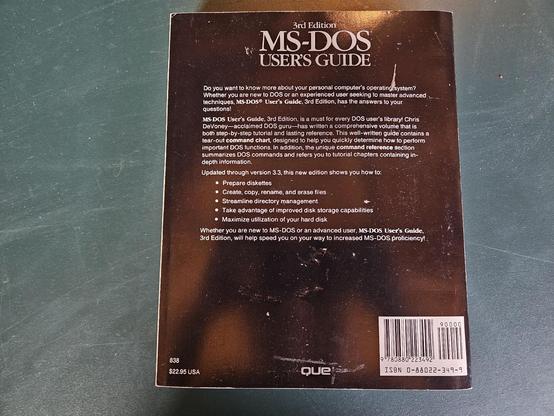 3rd Edition
MS-DOS
USER'S GUIDE
Do you want to know more about your personal computer's operating system?
Whether you are new to DOS or an experienced user seeking to master advanced
techniques, MS-DOS® User's Guide, 3rd Edition, has the answers to your
questions!
MS-DOS User's Guide, 3rd Edition, is a must for every DOS user's library! Chris
DeVoney—acclaimed DOS guru—has written a comprehensive volume that is
both step-by-step tutorial and lasting reference. This well-written guide contains a
tear-out command chart, designed to help you quickly determine how to perform
important DOS functions. In addition, the unique command reference section
summarizes DOS commands and refers you to tutorial chapters containing in-
depth information.
Updated through version 3.3, this new edition shows you how to:
• Prepare diskettes
• Create, copy, rename, and erase files
• Streamline directory management
• Take advantage of improved disk storage capabilities
• Maximize utilization of your hard disk
Whether you are new to MS-DOS or an advanced user, MS-DOS User's Guide,
3rd Edition, will help speed you on your way to increased MS-DOS proficiency!
90000
9 780880 223492
838
ISBN 0-88022-349-9
$22.95 USA
QUE